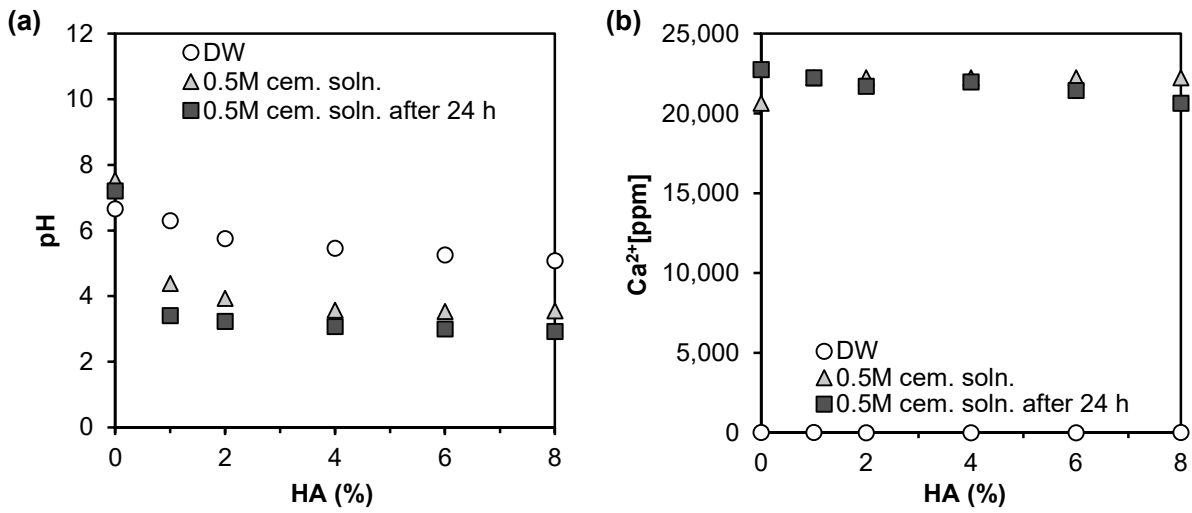 (a)
12
10
8
6
4
2
0
pH
DW
0.5M cem. soln.
0.5M cem. soln. after 24 h
0 2 4 6 8
HA (%)
(b)
25,000
20,000
15,000
10,000
5,000
0
Ca²⁺[ppm]
DW
0.5M cem. soln.
0.5M cem. soln. after 24 h
0 2 4 6 8
HA (%)